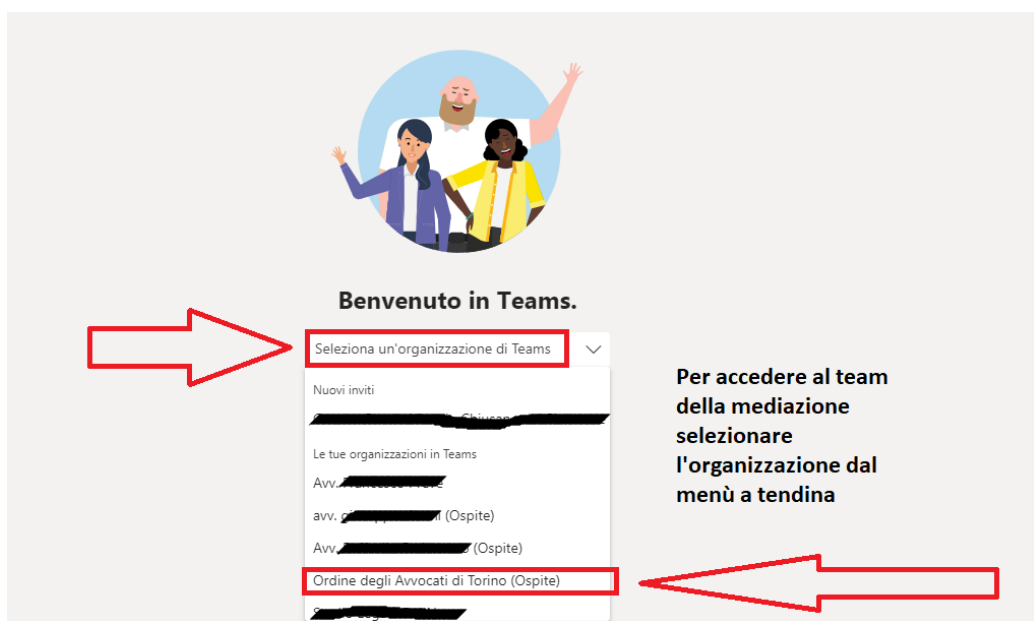 Benvenuto in Teams.
Seleziona un'organizzazione di Teams
Nuovi inviti
Le tue organizzazioni in Teams
Avv.
avv. (Ospite)
Avv. (Ospite)
Ordine degli Avvocati di Torino (Ospite)
Per accedere al team
della mediazione
selezionare
l'organizzazione dal
menù a tendina